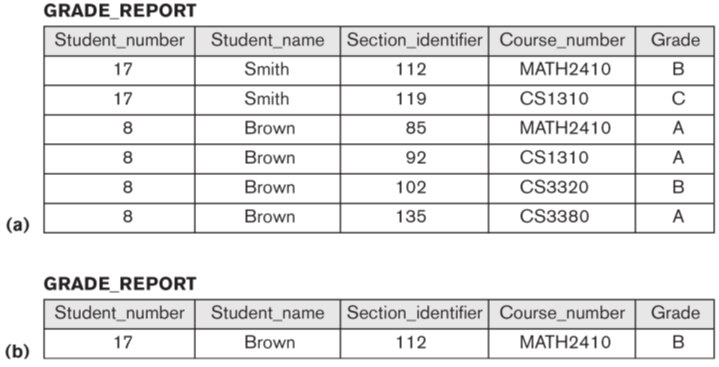 GRADE_REPORT
Student_number Student_name Section_identifier Course_number Grade
17 Smith 112 MATH2410 B
17 Smith 119 CS1310 C
8 Brown 85 MATH2410 A
8 Brown 92 CS1310 A
8 Brown 102 CS3320 B
(a) 8 Brown 135 CS3380 A
GRADE_REPORT
Student_number Student_name Section_identifier Course_number Grade
(b) 17 Brown 112 MATH2410 B